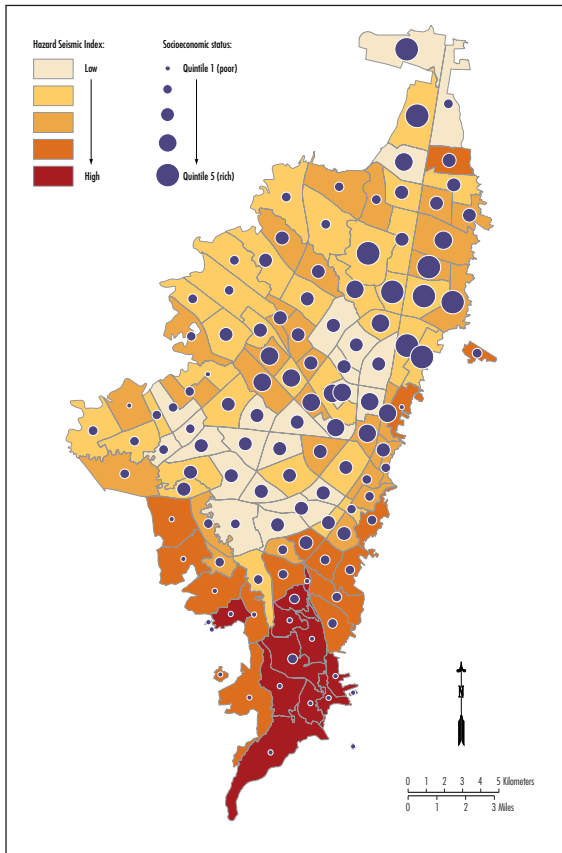 Hazard Seismic Index:
Low
High
Socioeconomic status:
Quintile 1 (poor)
Quintile 5 (rich)
N
0 1 2 3 4 5 Kilometers
0 1 2 3 Miles